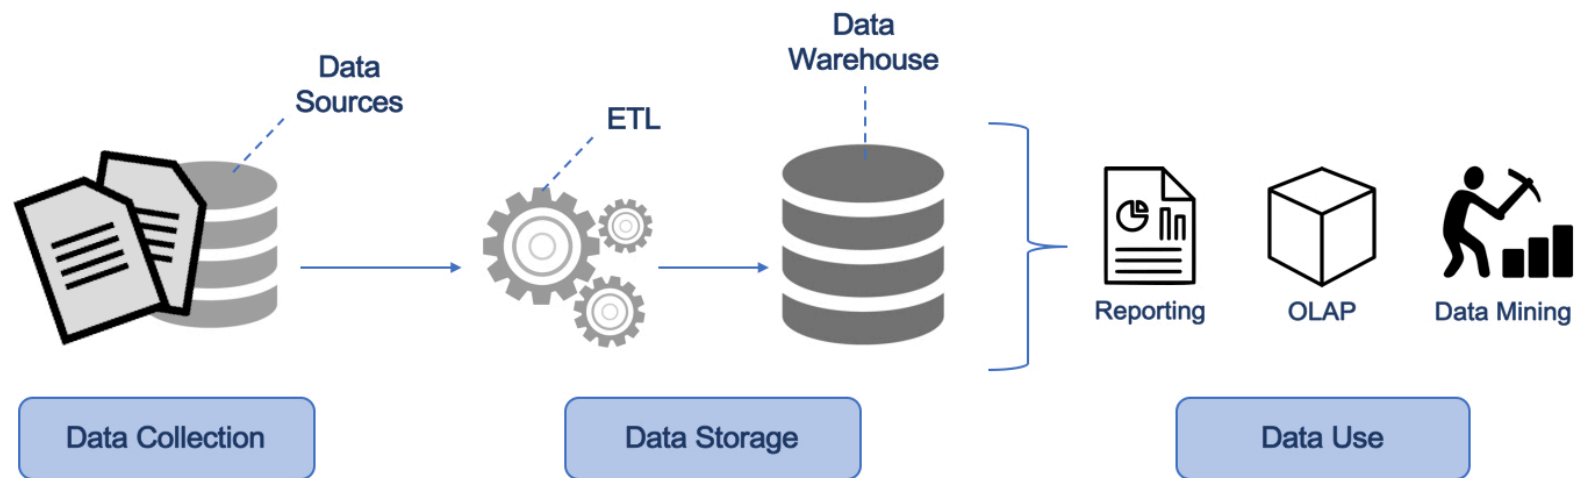 Data
Sources
ETL
Data
Warehouse
Reporting
OLAP
Data Mining
Data Collection
Data Storage
Data Use